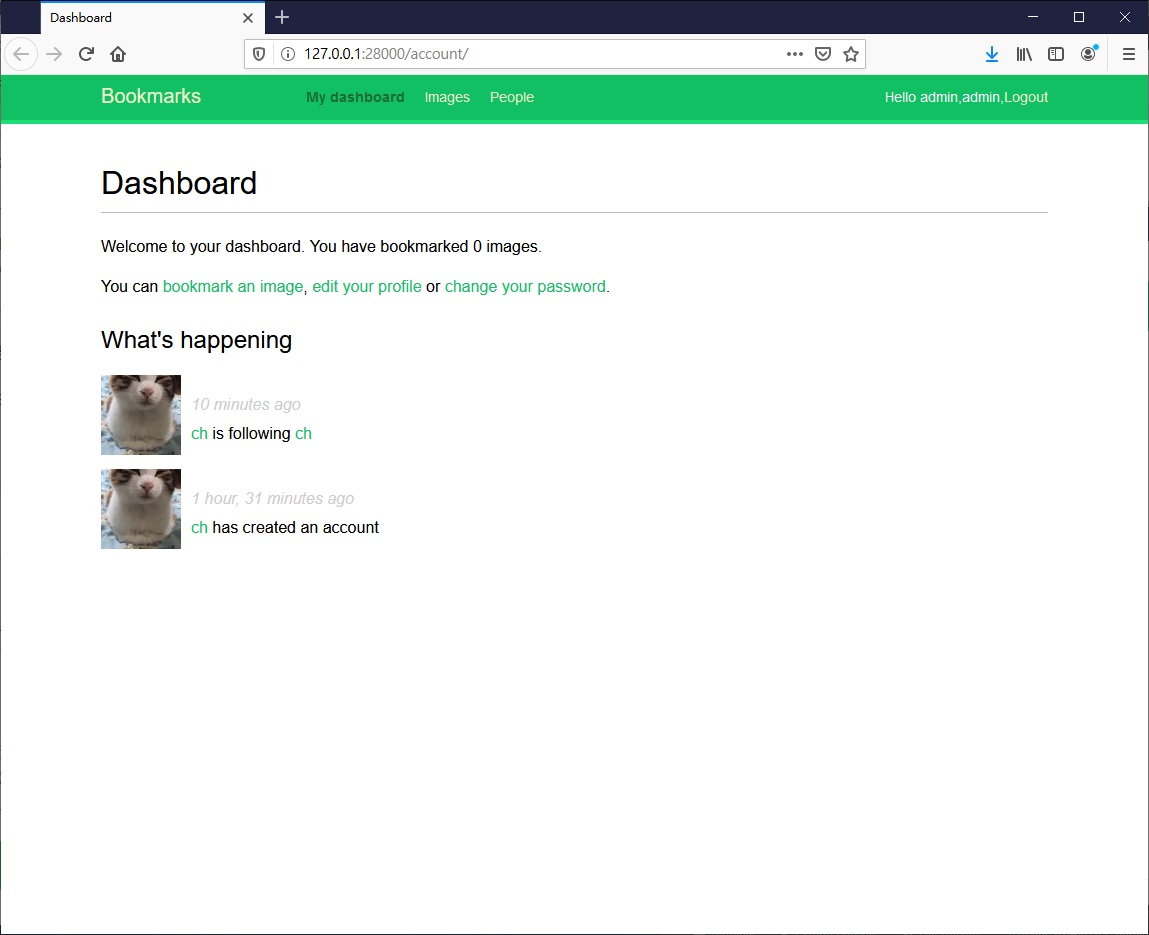 Dashboard
127.0.0.1:28000/account/
Bookmarks My dashboard Images People Hello admin,admin,Logout
Dashboard
Welcome to your dashboard. You have bookmarked 0 images.
You can bookmark an image, edit your profile or change your password.
What's happening
10 minutes ago
ch is following ch
1 hour, 31 minutes ago
ch has created an account